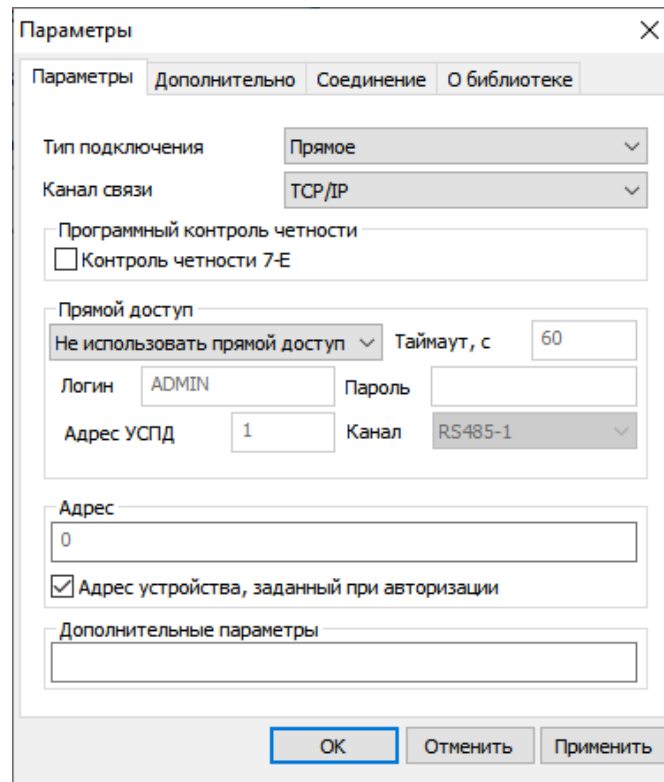 Параметры
Параметры Дополнительно Соединение О библиотеке
Тип подключения Прямое
Канал связи TCP/IP
Программный контроль четности
Контроль четности 7-Е
Прямой доступ
Не использовать прямой доступ Таймаут, с 60
Логин ADMIN Пароль
Адрес УСПД 1 Канал RS485-1
Адрес
0
Адрес устройства, заданный при авторизации
Дополнительные параметры
ОК Отменить Применить